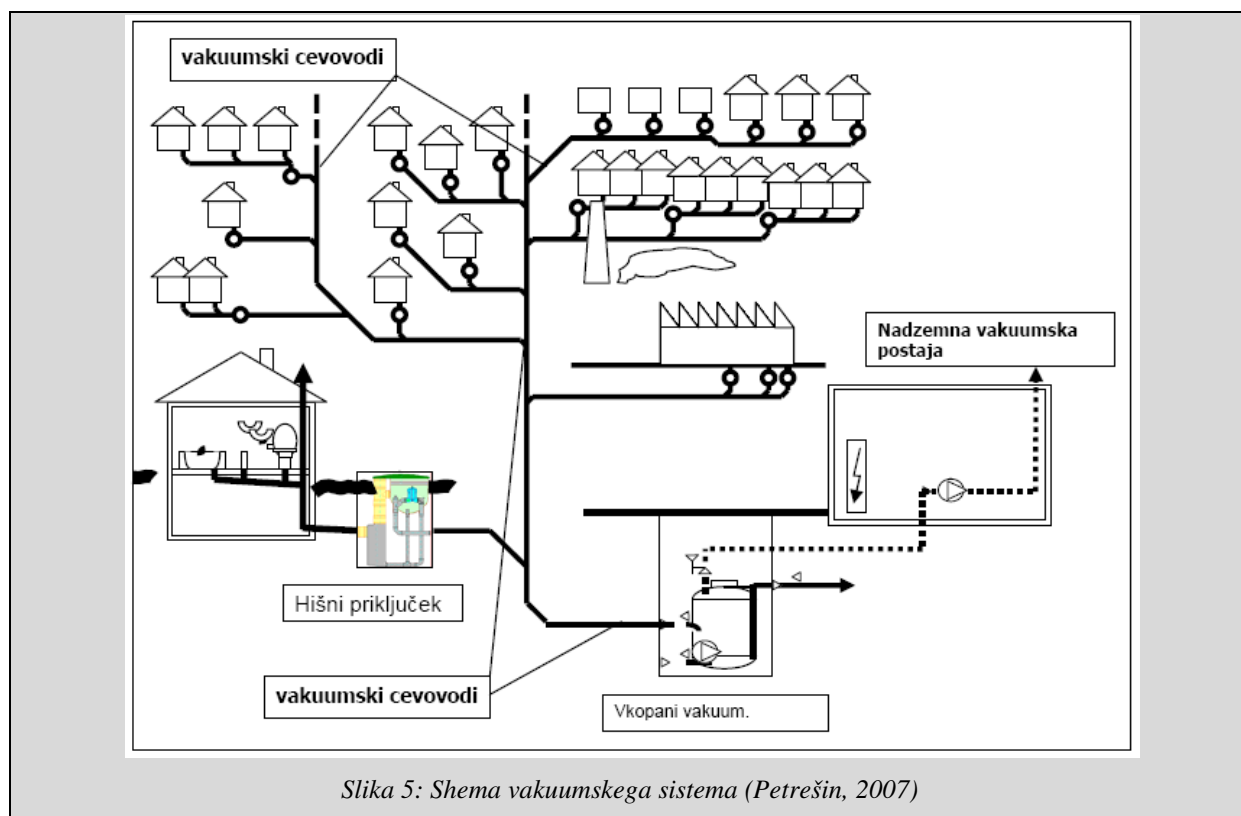 vakuumski cevovodi
Nadzemna vakuumska
postaja
Hišni priključek
vakuumski cevovodi
Vkopani vakuum.
Slika 5: Shema vakuumskega sistema (Petrešin, 2007)